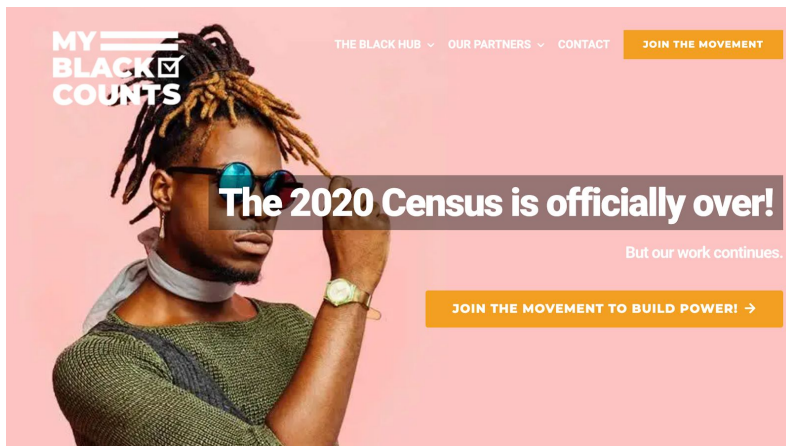 MY
BLACK
COUNTS
THE BLACK HUB OUR PARTNERS CONTACT JOIN THE MOVEMENT
The 2020 Census is officially over!
But our work continues.
JOIN THE MOVEMENT TO BUILD POWER! →